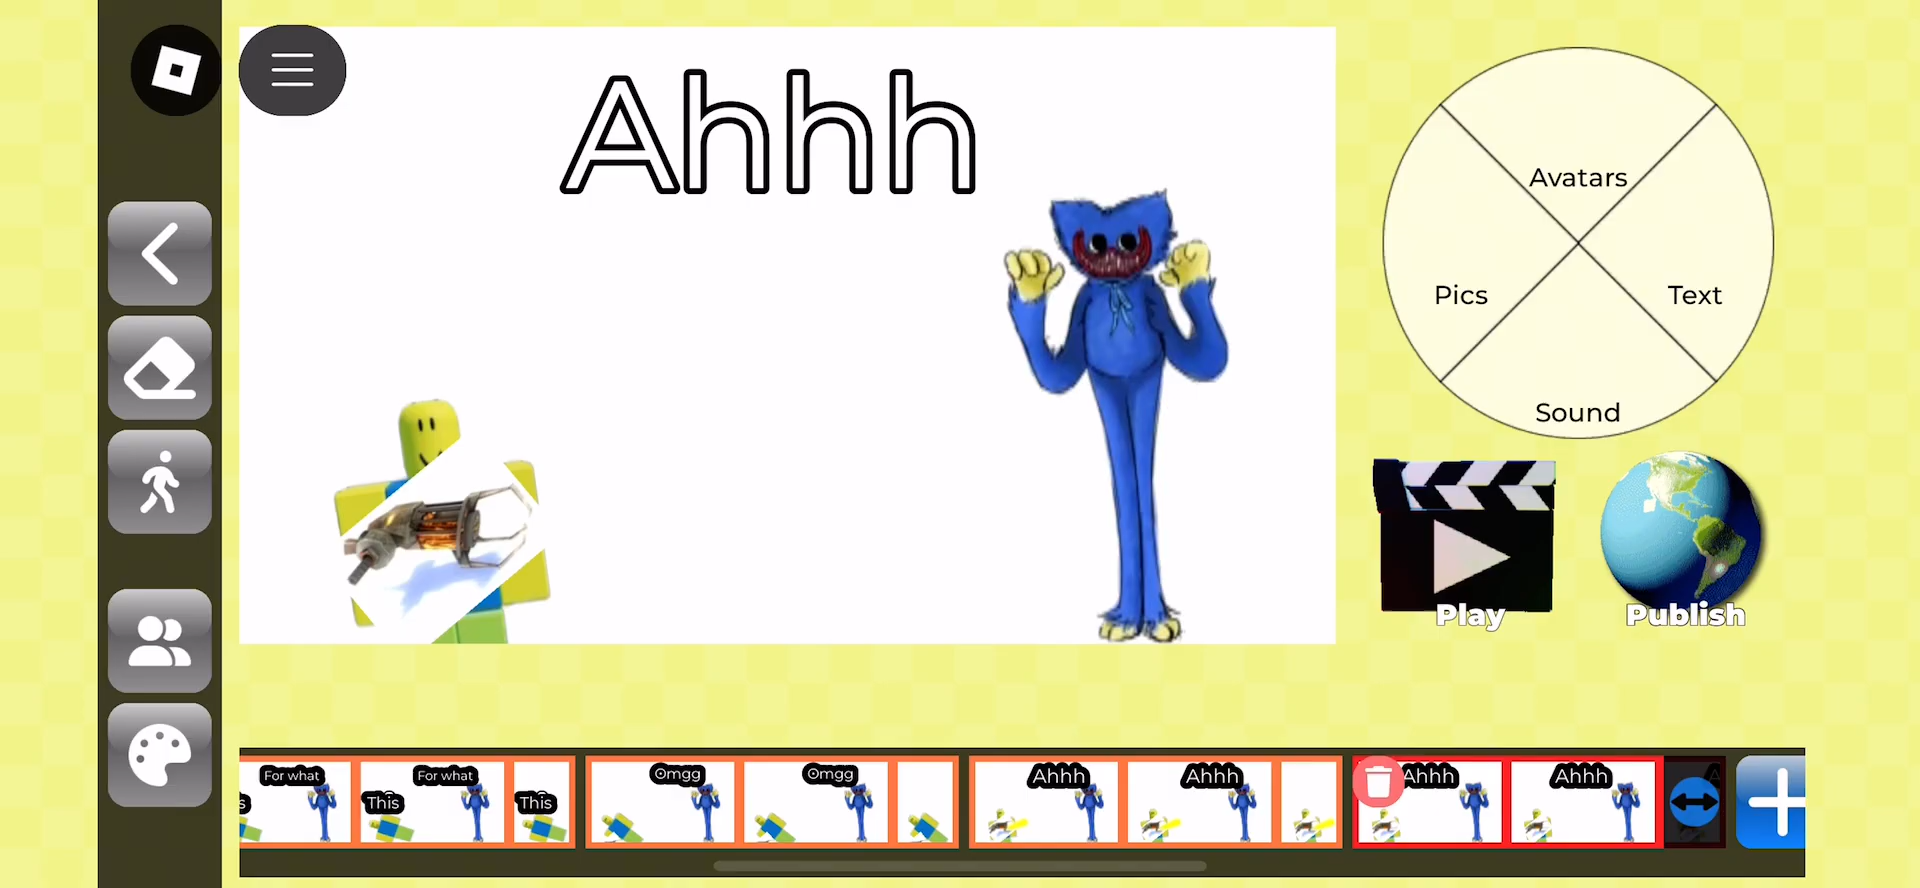 Ahhh
Avatars
Pics
Text
Sound
Play
Publish
For what
For what
This
This
Omgg
Omgg
Ahhh
Ahhh
Ahhh
Ahhh